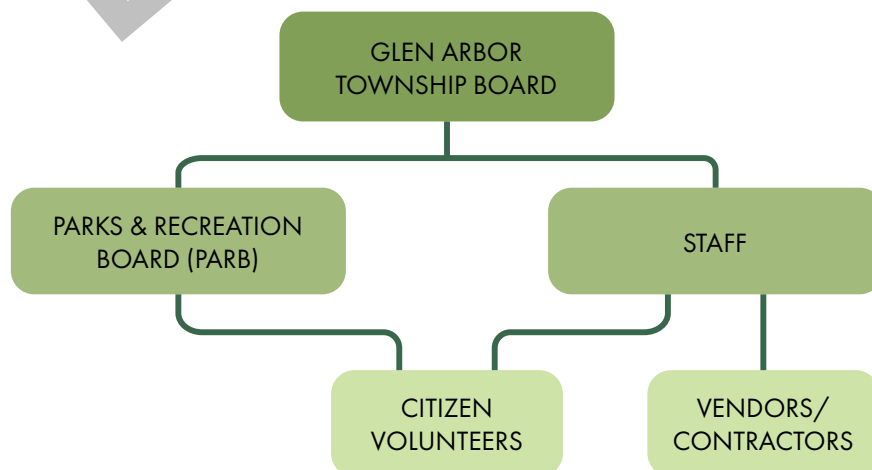 GLEN ARBOR
TOWNSHIP BOARD
PARKS & RECREATION
BOARD (PARB)
STAFF
CITIZEN
VOLUNTEERS
VENDORS/
CONTRACTORS